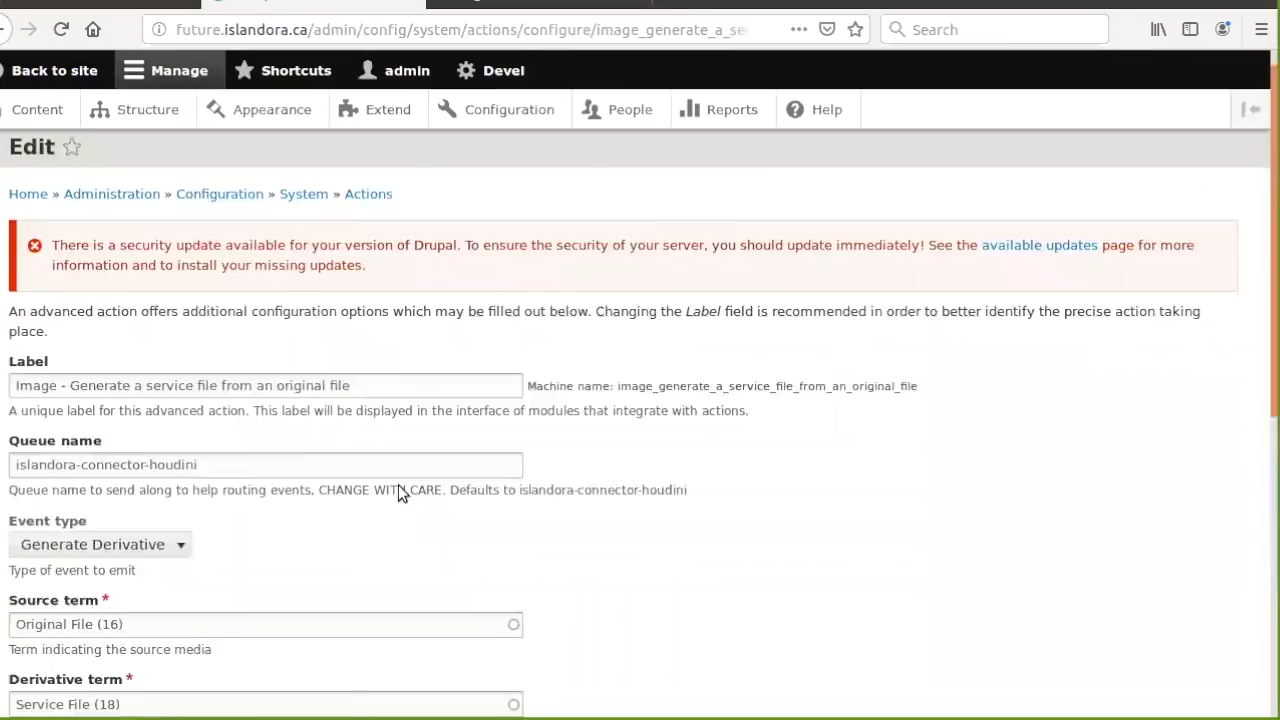 future.islandora.ca/admin/config/system/actions/configure/image_generate_a_se
Search
Back to site
Manage
Shortcuts
admin
Devel
Content
Structure
Appearance
Extend
Configuration
People
Reports
Help
Edit
Home » Administration » Configuration » System » Actions
There is a security update available for your version of Drupal. To ensure the security of your server, you should update immediately! See the available updates page for more
information and to install your missing updates.
An advanced action offers additional configuration options which may be filled out below. Changing the Label field is recommended in order to better identify the precise action taking
place.
Label
Image - Generate a service file from an original file
Machine name: image_generate_a_service_file_from_an_original_file
A unique label for this advanced action. This label will be displayed in the interface of modules that integrate with actions.
Queue name
islandora-connector-houdini
Queue name to send along to help routing events, CHANGE WITH CARE. Defaults to islandora-connector-houdini
Event type
Generate Derivative
Type of event to emit
Source term *
Original File (16)
Term indicating the source media
Derivative term *
Service File (18)